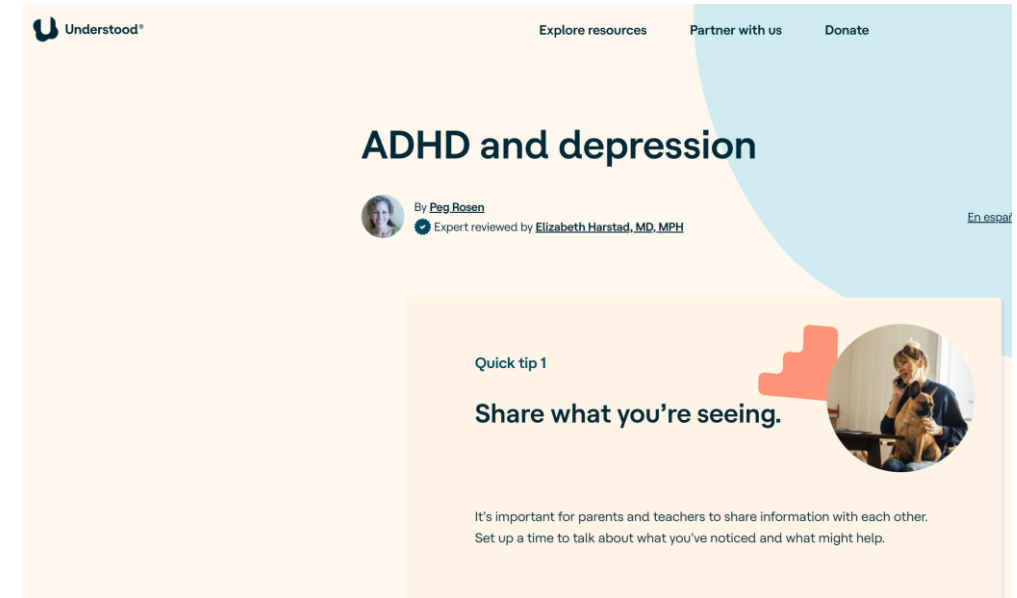 Understood®
Explore resources
Partner with us
Donate
ADHD and depression
By Peg Rosen
Expert reviewed by Elizabeth Harstad, MD, MPH
En españ
Quick tip 1
Share what you're seeing.
It's important for parents and teachers to share information with each other.
Set up a time to talk about what you've noticed and what might help.